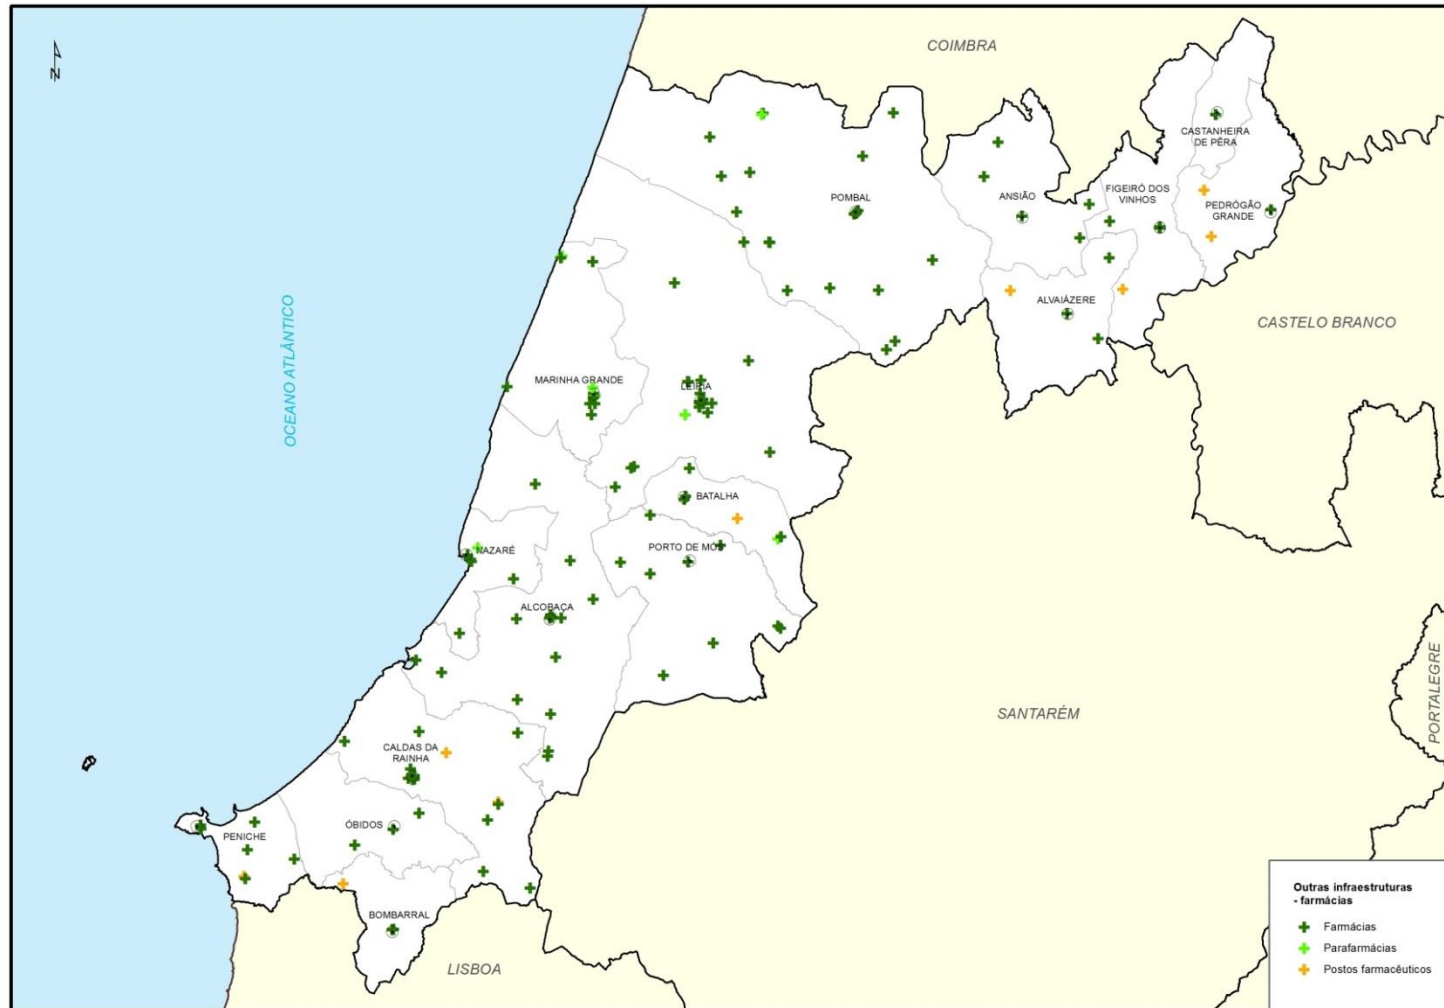 N
COIMBRA
CASTANHEIRA
DE PÊRA
POMBAL
ANSIÃO
FIGEIRÓ DOS
VINHOS
PEDRÓGÃO
GRANDE
ALVAIÁZERE
CASTELO BRANCO
OCEANO ATLÂNTICO
MARINHA GRANDE
LEIRIA
BATALHA
NAZARÉ
PORTO DE MÓS
ALCOBAÇA
SANTARÉM
PORTALEGRE
CALDAS DA
RAINHA
ÓBIDOS
PENICHE
BOMBARRAL
LISBOA
Outras infraestruturas
- farmácias
Farmácias
Parafarmácias
Postos farmacêuticos